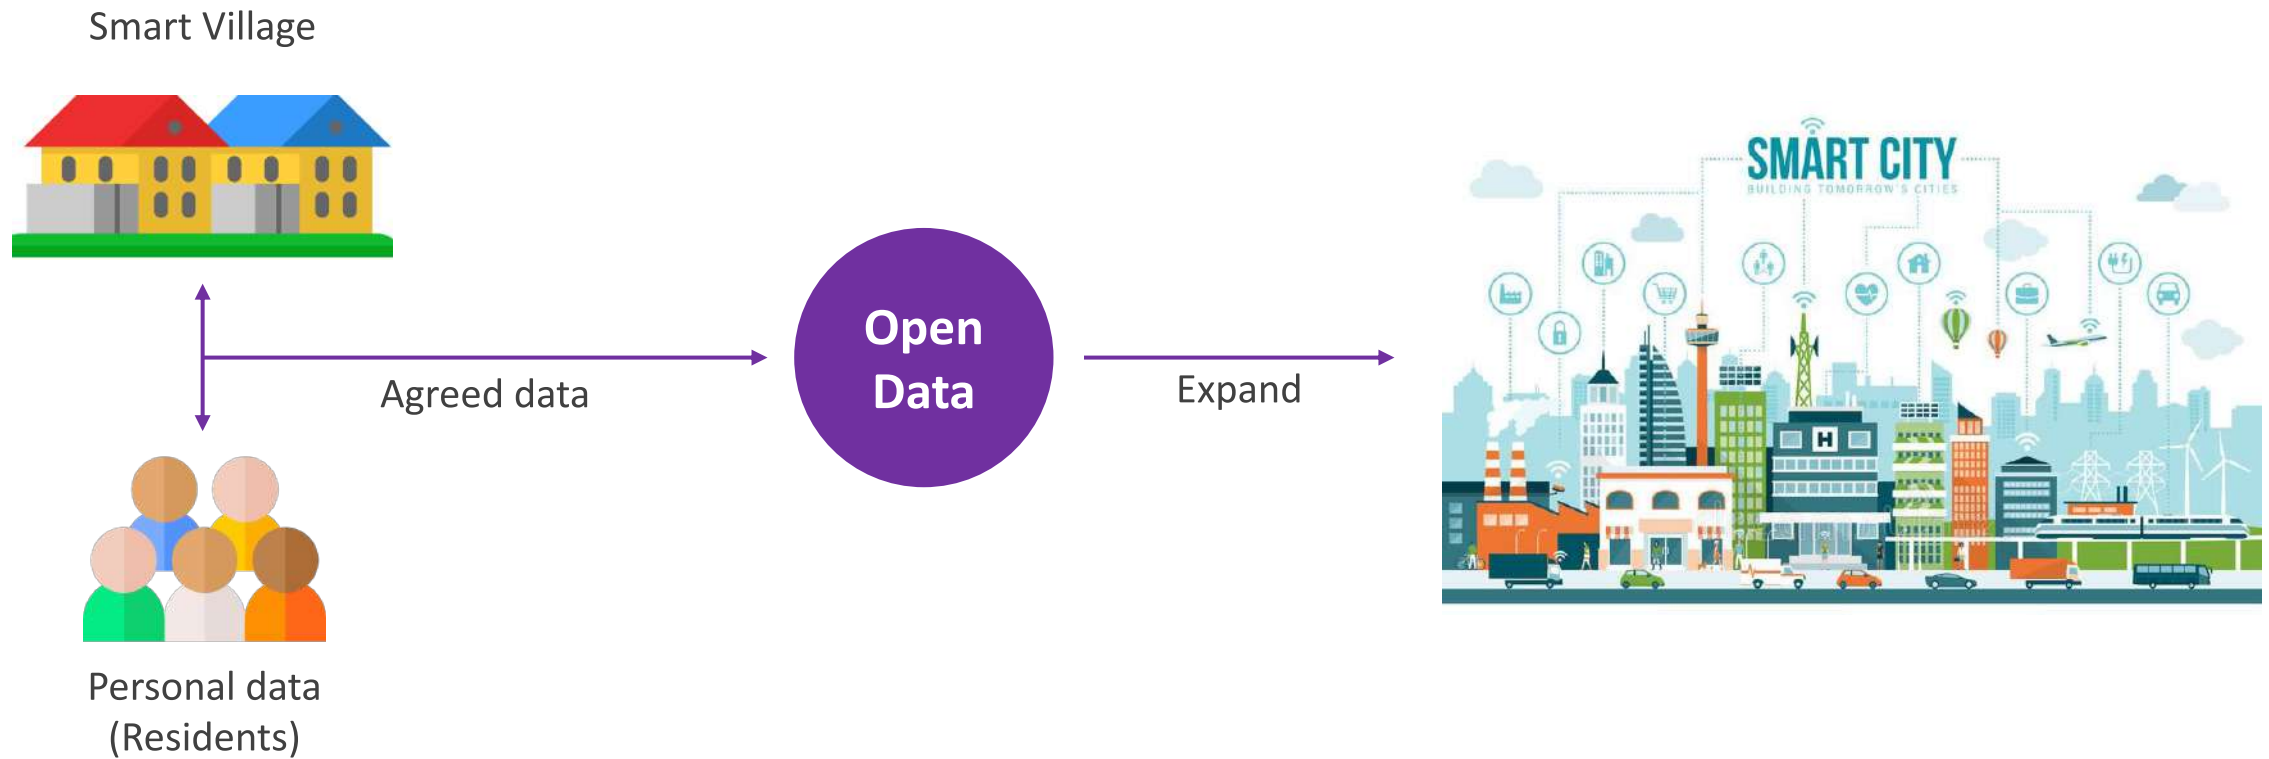 Smart Village
Open
Data
Agreed data
Expand
Personal data
(Residents)
SMART CITY
BUILDING TOMORROW'S CITIES
H